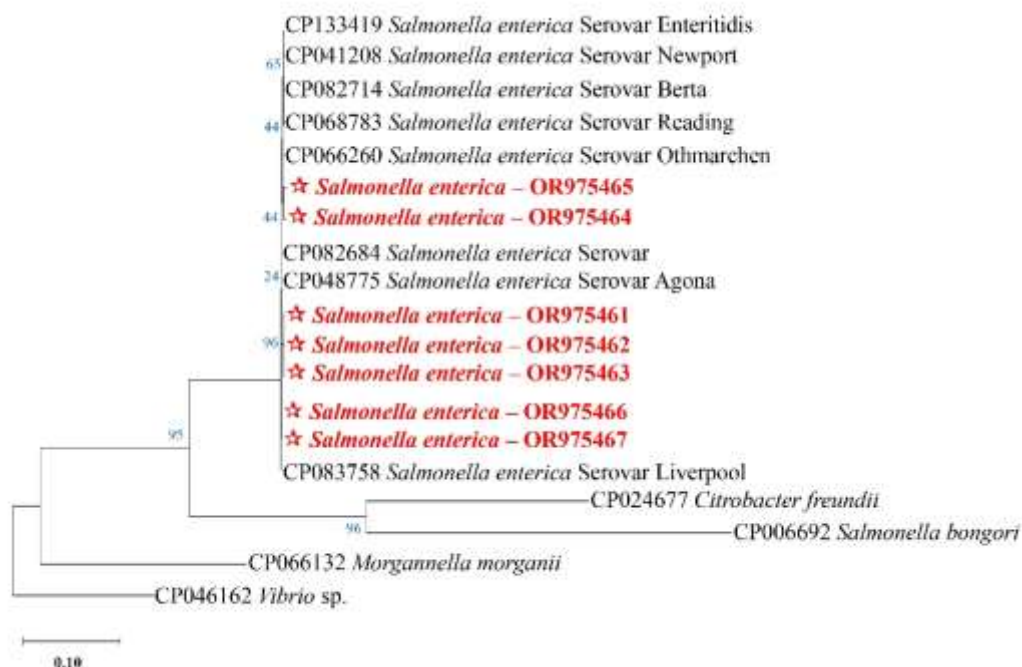 CP133419 Salmonella enterica Serovar Enteritidis
CP041208 Salmonella enterica Serovar Newport
65
CP082714 Salmonella enterica Serovar Berta
44 CP068783 Salmonella enterica Serovar Reading
CP066260 Salmonella enterica Serovar Othmarchen
☆ Salmonella enterica – OR975465
44 ☆ Salmonella enterica – OR975464
CP082684 Salmonella enterica Serovar
24 CP048775 Salmonella enterica Serovar Agona
☆ Salmonella enterica – OR975461
96 ☆ Salmonella enterica – OR975462
☆ Salmonella enterica – OR975463
☆ Salmonella enterica – OR975466
95 ☆ Salmonella enterica – OR975467
CP083758 Salmonella enterica Serovar Liverpool
CP024677 Citrobacter freundii
96 CP006692 Salmonella bongori
CP066132 Morgannella morganii
CP046162 Vibrio sp.
0.10